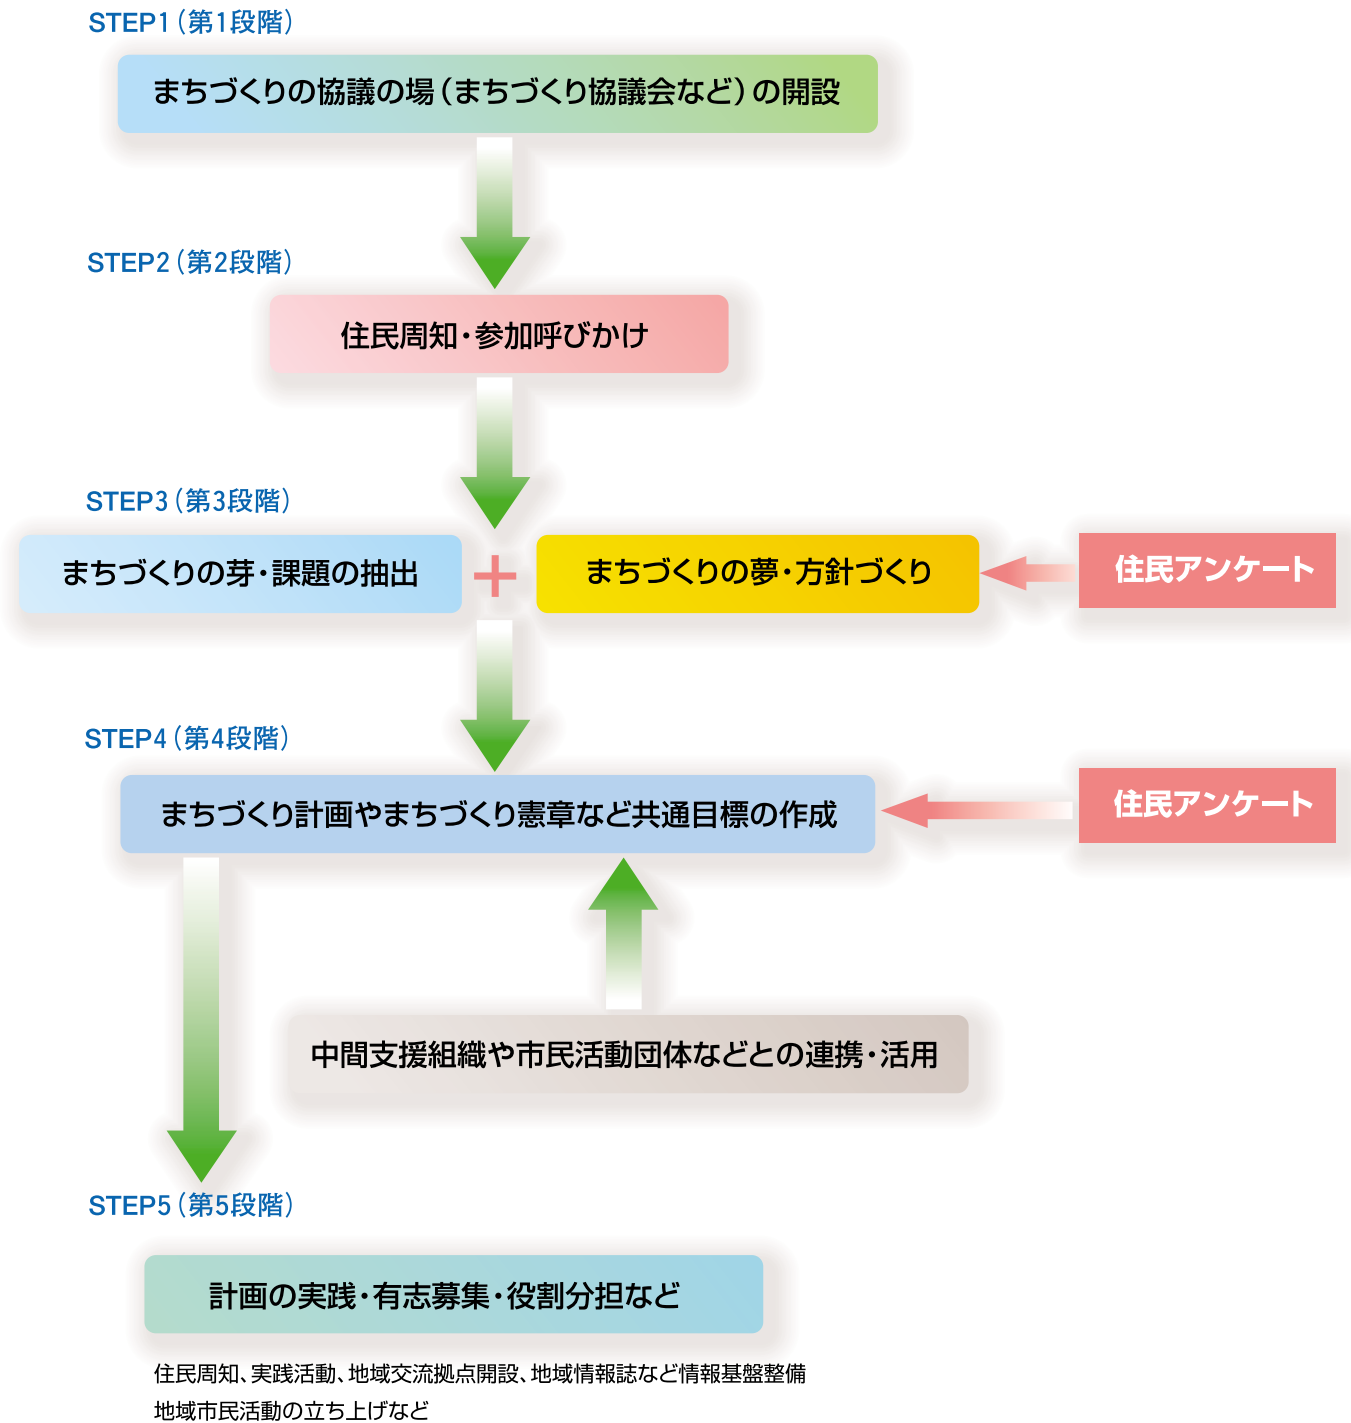 STEP1（第1段階）
まちづくりの協議の場（まちづくり協議会など）の開設
STEP2（第2段階）
住民周知・参加呼びかけ
STEP3（第3段階）
まちづくりの芽・課題の抽出
+
まちづくりの夢・方針づくり
住民アンケート
STEP4（第4段階）
まちづくり計画やまちづくり憲章など共通目標の作成
住民アンケート
中間支援組織や市民活動団体などとの連携・活用
STEP5（第5段階）
計画の実践・有志募集・役割分担など
住民周知、実践活動、地域交流拠点開設、地域情報誌など情報基盤整備
地域市民活動の立ち上げなど